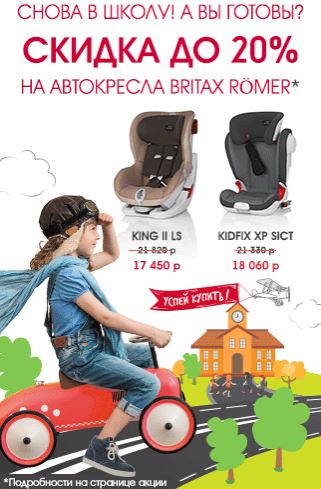 СНОВА В ШКОЛУ! А ВЫ ГОТОВЫ?
СКИДКА ДО 20%
НА АВТОКРЕСЛА BRITAX RÖMER*
KING II LS
21 820 р
17 450 р
KIDFIX XP SICT
21 330 р
18 060 р
УСПЕЙ КУПИТЬ!
*Подробности на странице акции